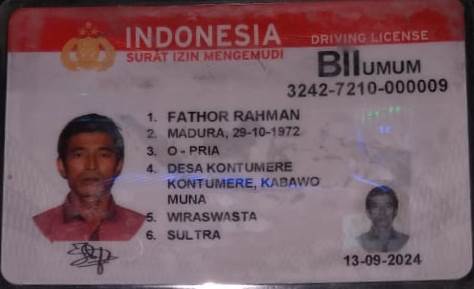 INDONESIA
SURAT IZIN MENGEMUDI
DRIVING LICENSE
BII UMUM
3242-7210-000009
1. FATHOR RAHMAN
2. MADURA, 29-10-1972
3. O - PRIA
4. DESA KONTUMERE
KONTUMERE, KABAWO
MUNA
5. WIRASWASTA
6. SULTRA
13-09-2024